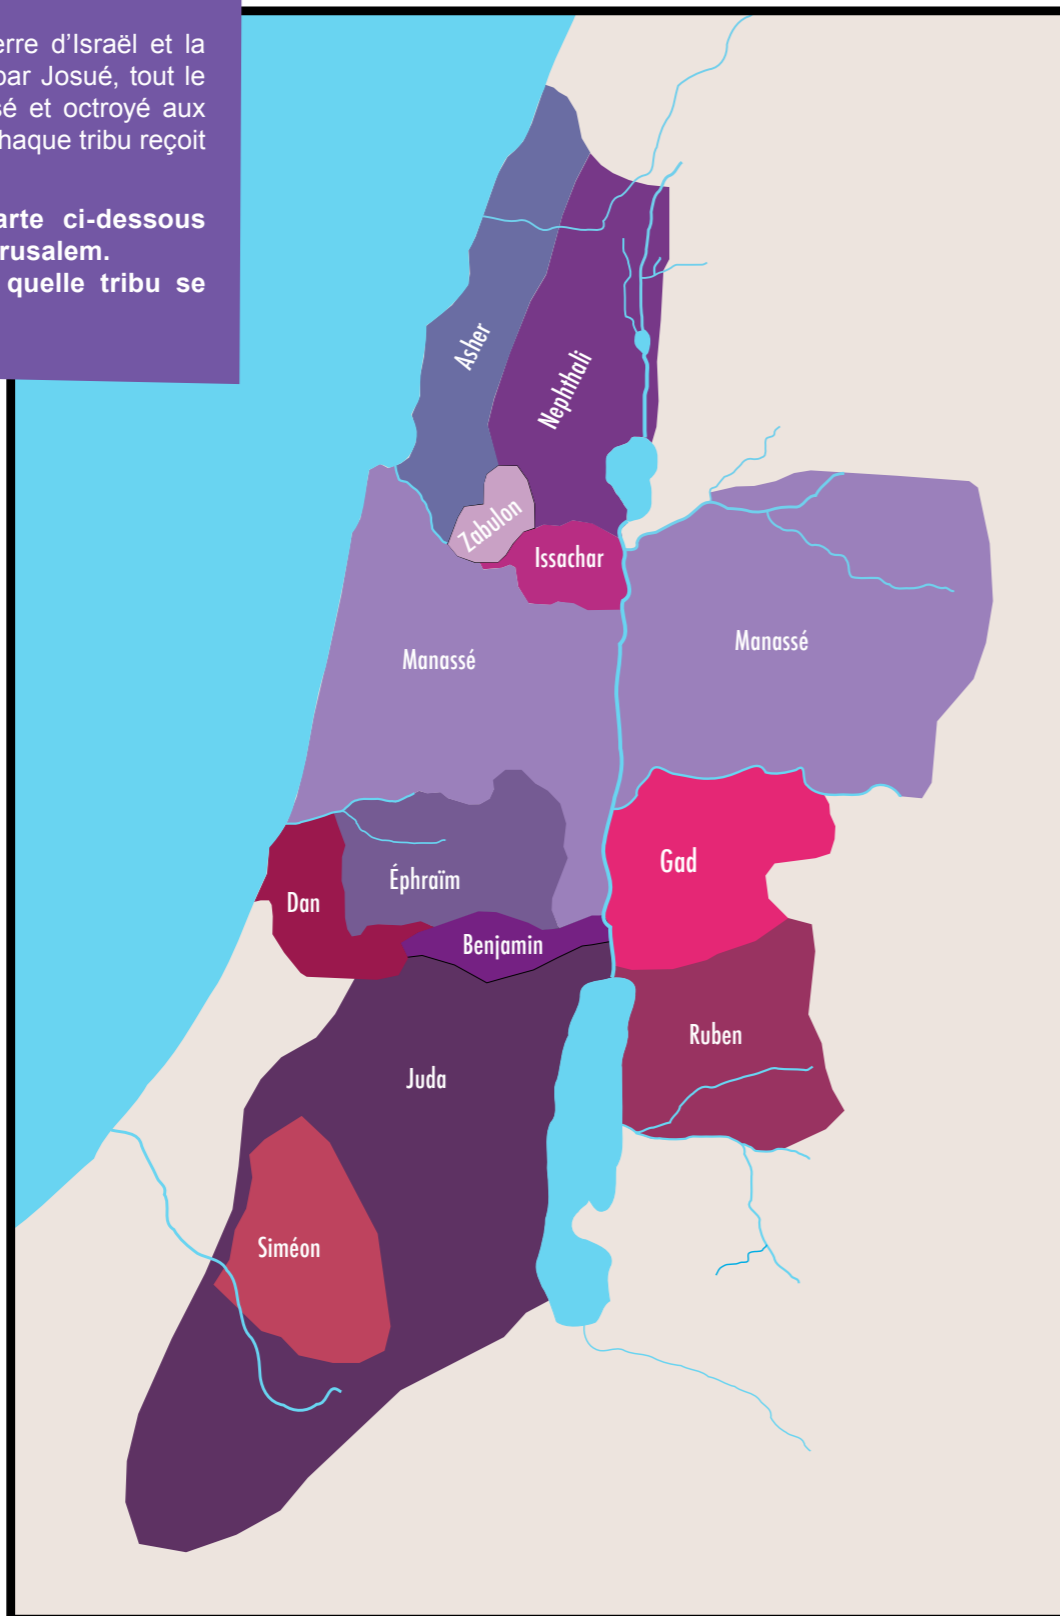 erre d'Israël et la
par Josué, tout le
sé et octroyé aux
haque tribu reçoit
arte ci-dessous
rusalem.
quelle tribu se
Asher
Nephthali
Zabulon
Issachar
Manassé
Manassé
Gad
Éphraïm
Dan
Benjamin
Ruben
Juda
Siméon